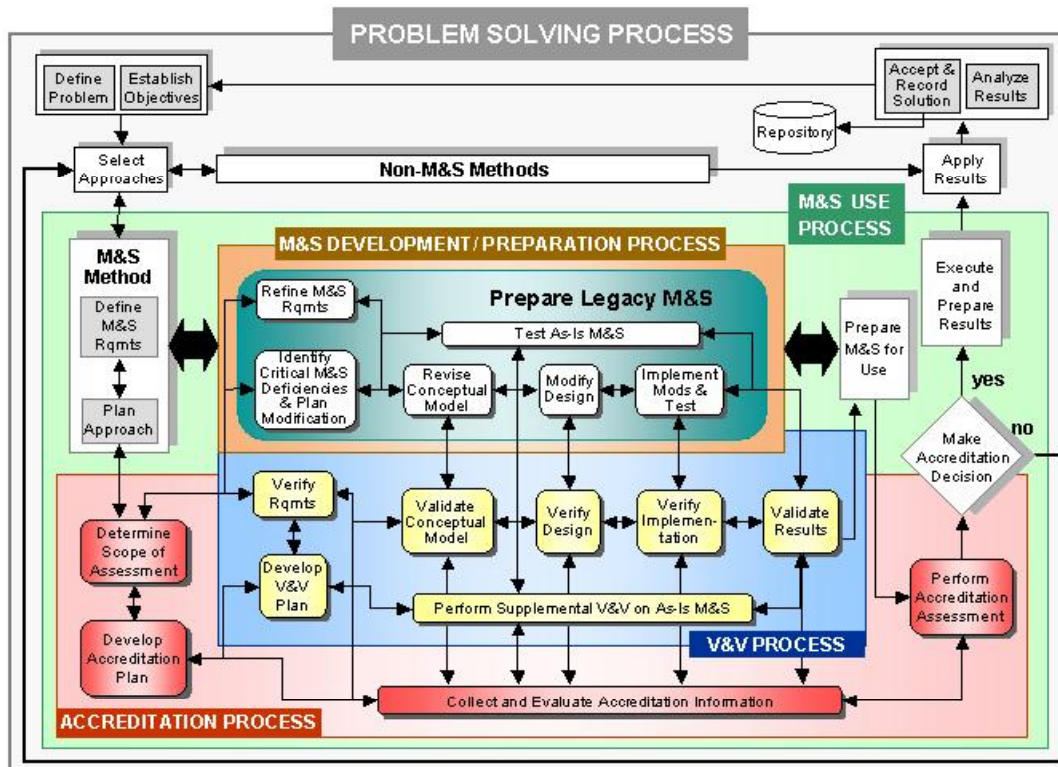 PROBLEM SOLVING PROCESS
Define
Problem
Establish
Objectives
Accept &
Record
Solution
Analyze
Results
Repository
Select
Approaches
Non-M&S Methods
Apply
Results
M&S USE
PROCESS
M&S DEVELOPMENT/PREPARATION PROCESS
M&S
Method
Define
M&S
Rqmts
Plan
Approach
Refine M&S
Rqmts
Prepare Legacy M&S
Test As-Is M&S
Identify
Critical M&S
Deficiencies
& Plan
Modification
Revise
Conceptual
Model
Modify
Design
Implement
Mods &
Test
Prepare
M&S for
Use
Execute
and
Prepare
Results
yes
no
Make
Accreditation
Decision
Verify
Rqmts
Validate
Conceptual
Model
Verify
Design
Verify
Implemen-
tation
Validate
Results
Determine
Scope of
Assessment
Develop
V&V
Plan
Perform Supplemental V&V on As-Is M&S
Perform
Accreditation
Assessment
V&V PROCESS
Develop
Accreditation
Plan
Collect and Evaluate Accreditation Information
ACCREDITATION PROCESS